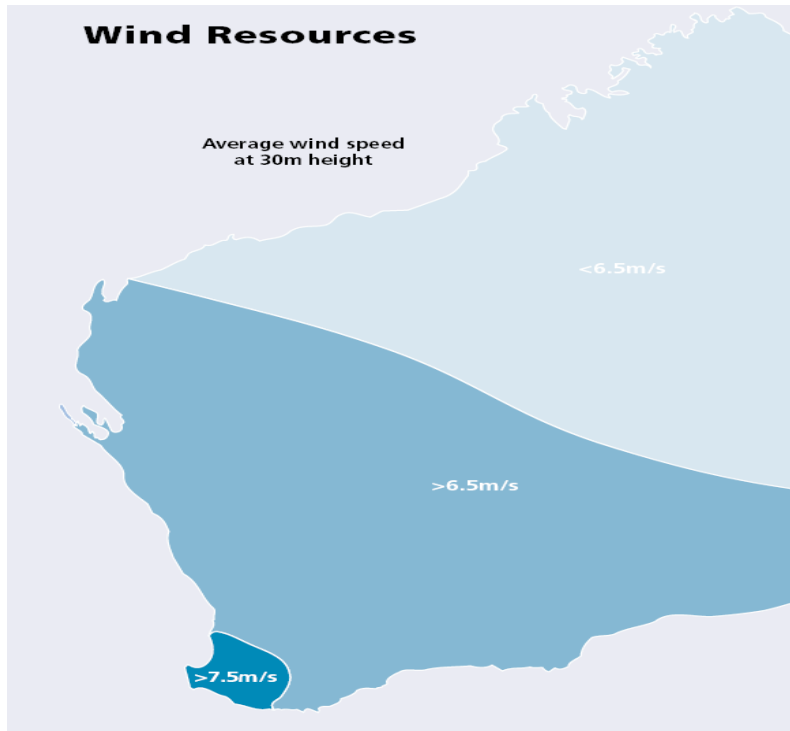 Wind Resources
Average wind speed
at 30m height
<6.5m/s
>6.5m/s
>7.5m/s